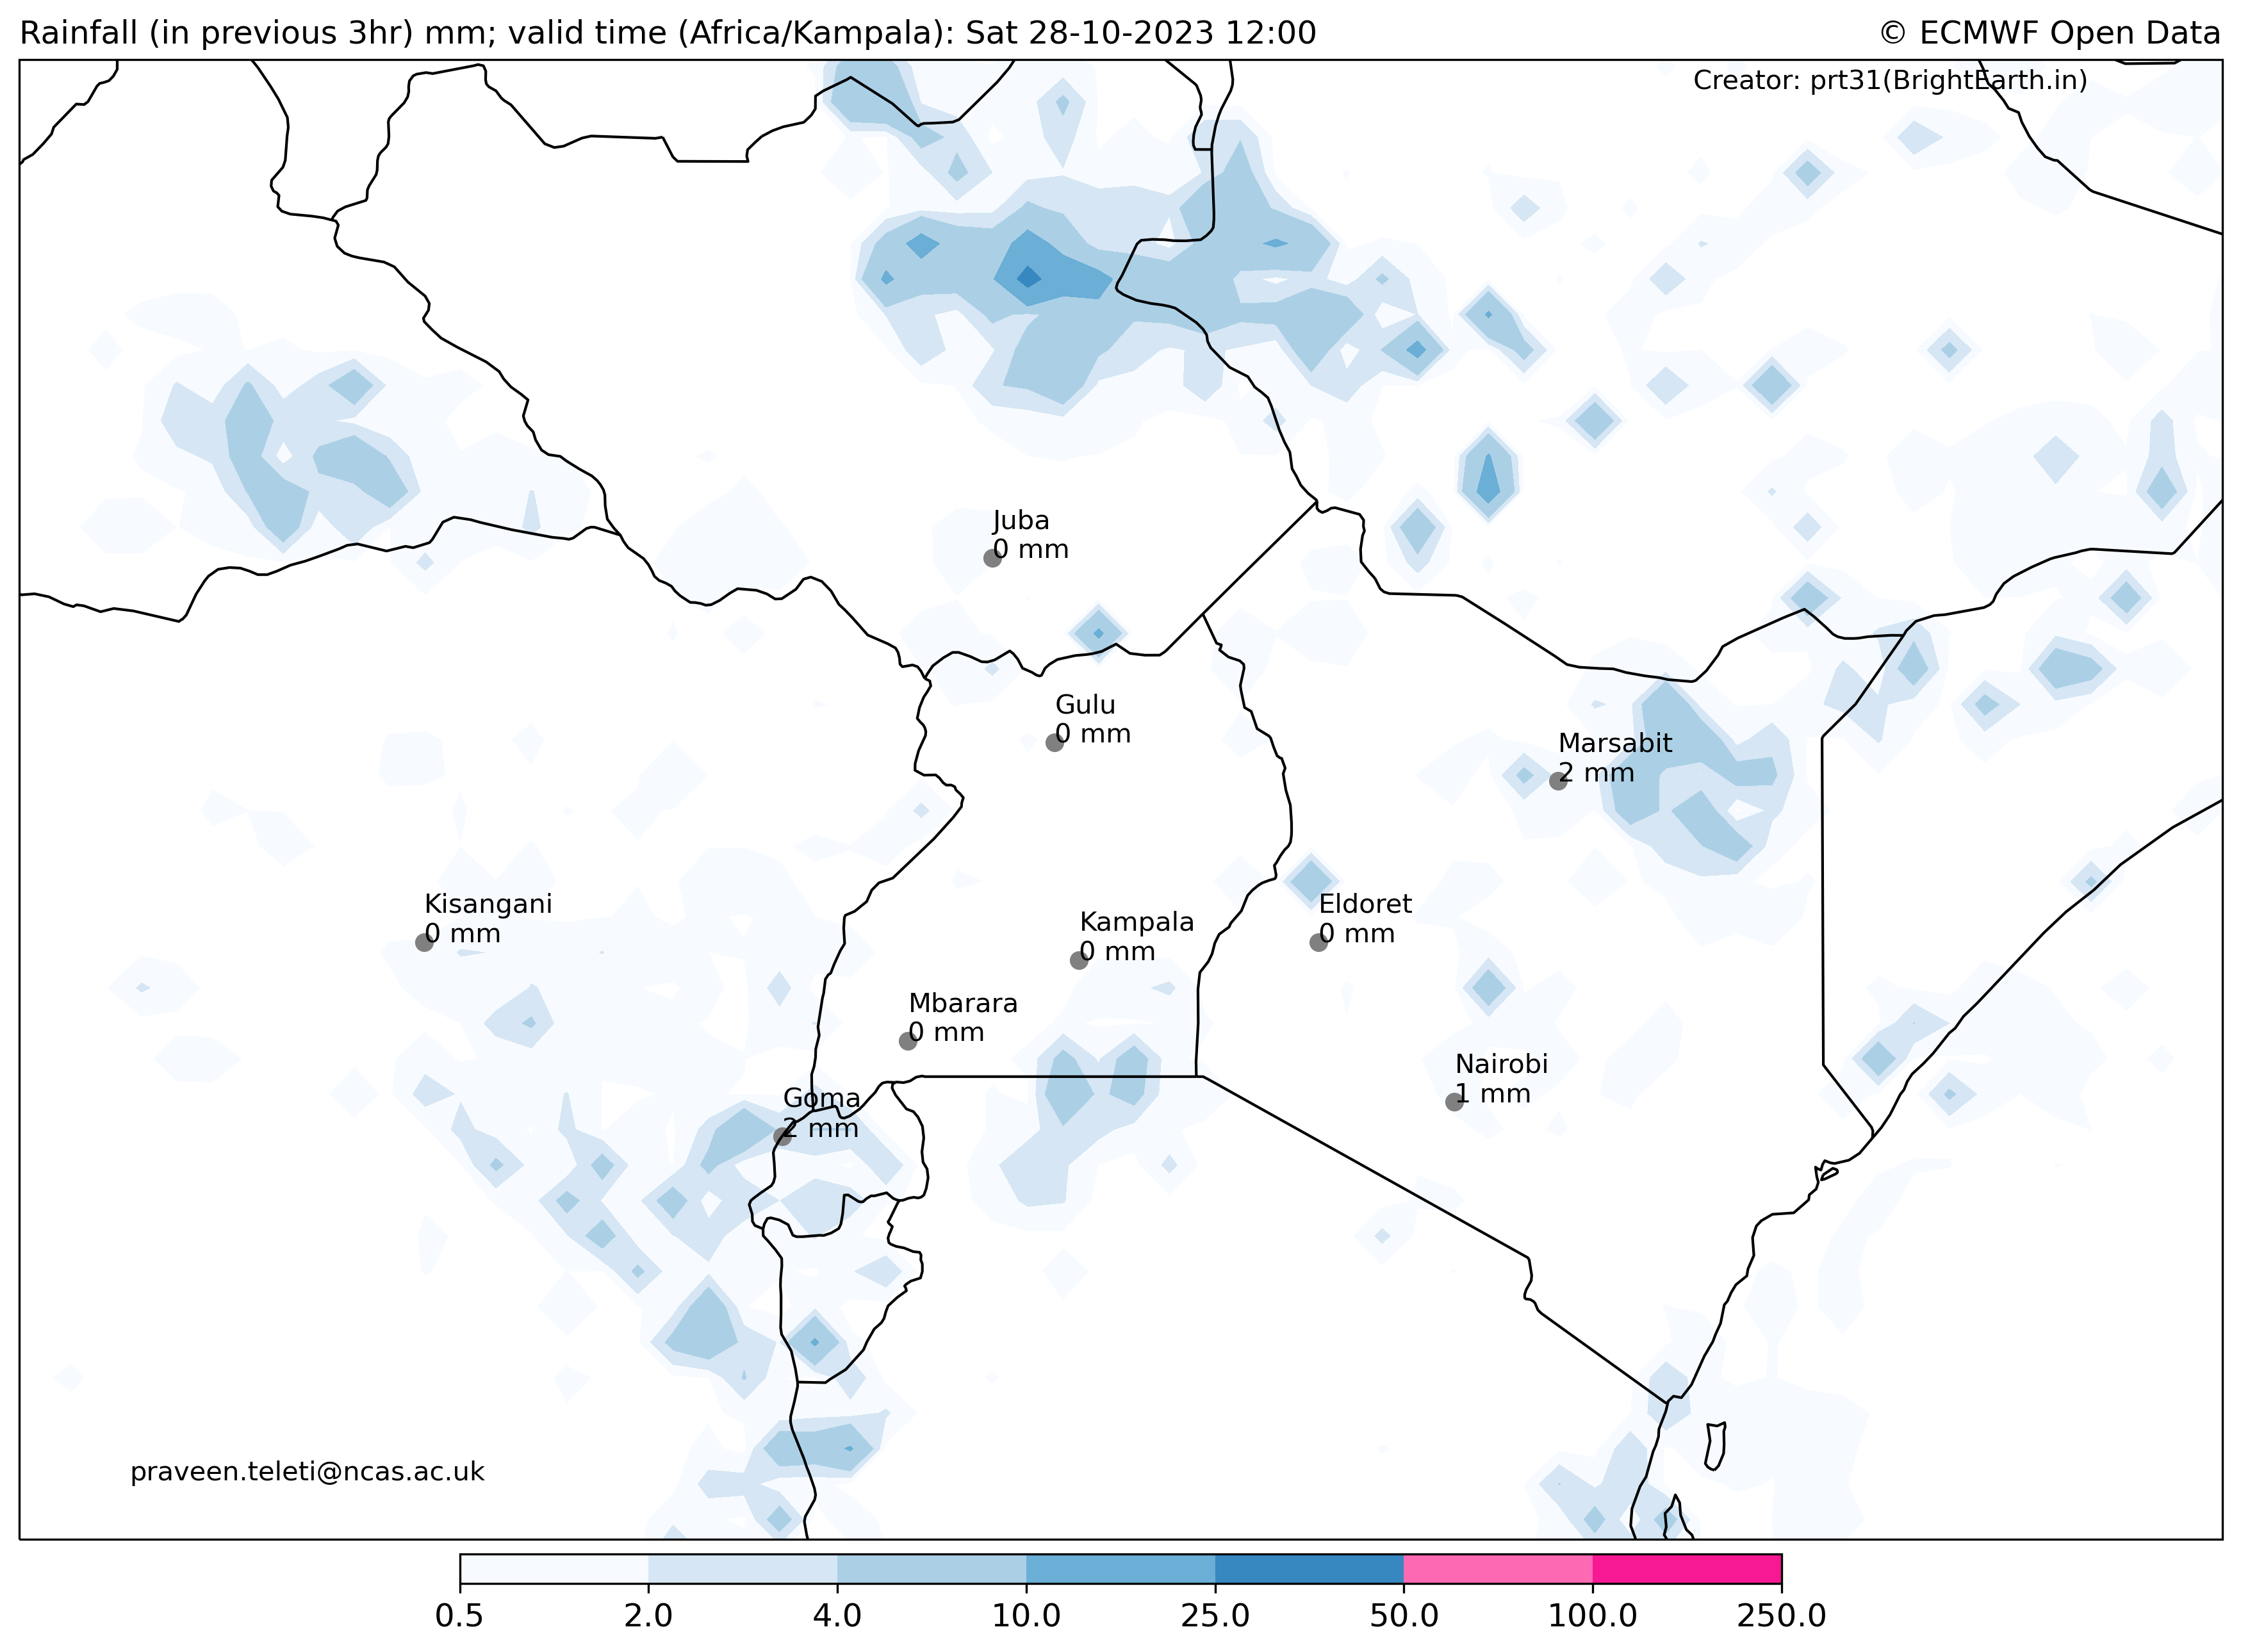 Rainfall (in previous 3hr) mm; valid time (Africa/Kampala): Sat 28-10-2023 12:00
© ECMWF Open Data
Creator: prt31(BrightEarth.in)
Juba
0 mm
Gulu
0 mm
Marsabit
2 mm
Kisangani
0 mm
Eldoret
0 mm
Kampala
0 mm
Mbarara
0 mm
Nairobi
1 mm
Goma
2 mm
praveen.teleti@ncas.ac.uk
0.5 2.0 4.0 10.0 25.0 50.0 100.0 250.0